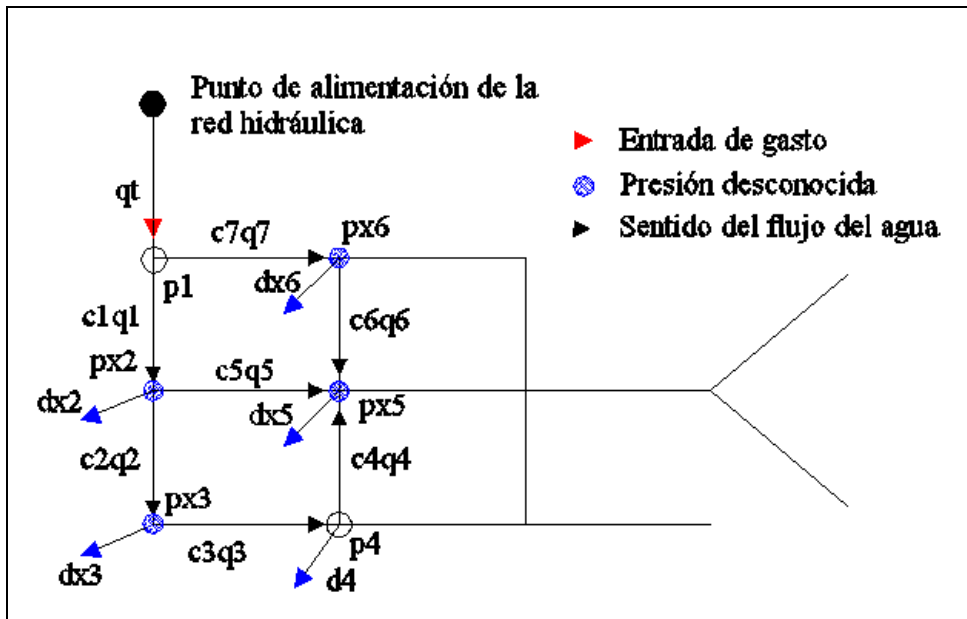 Punto de alimentación de la
red hidráulica
Entrada de gasto
Presión desconocida
Sentido del flujo del agua
qt
c7q7
px6
p1
dx6
c1q1
c6q6
px2
c5q5
dx2
dx5
px5
c2q2
c4q4
px3
c3q3
p4
dx3
d4